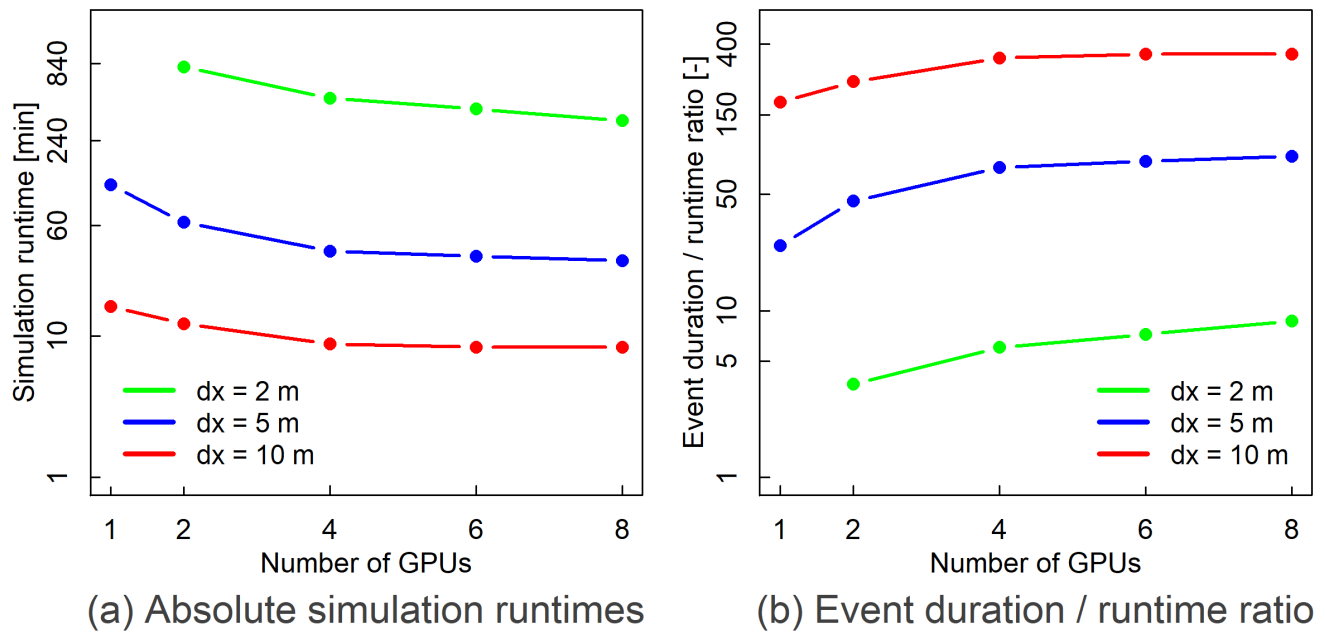 Simulation runtime [min]
840
240
60
10
1
dx = 2 m
dx = 5 m
dx = 10 m
1 2 4 6 8
Number of GPUs
(a) Absolute simulation runtimes
Event duration / runtime ratio [-]
400
150
50
10
5
1
dx = 2 m
dx = 5 m
dx = 10 m
1 2 4 6 8
Number of GPUs
(b) Event duration / runtime ratio